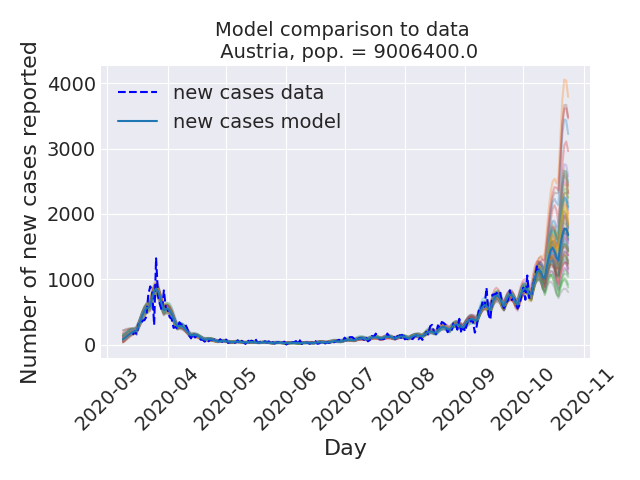 Model comparison to data
Austria, pop. = 9006400.0
Number of new cases reported
4000
3000
2000
1000
0
new cases data
new cases model
2020-03
2020-04
2020-05
2020-06
2020-07
2020-08
2020-09
2020-10
2020-11
Day